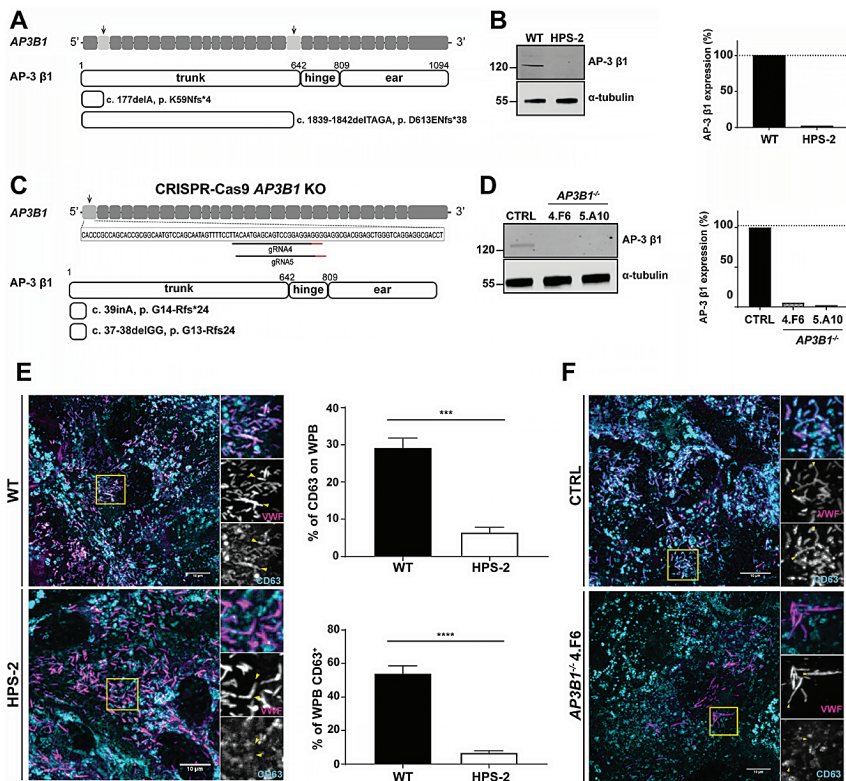 A
AP3B1 5' 3'
1 642 809 1094
AP-3 β1 trunk hinge ear
c. 177delA, p. K59Nfs*4
c. 1839-1842delTAGA, p. D613ENfs*38
B
WT HPS-2
120 AP-3 β1
55 α-tubulin
AP-3 β1 expression (%)
100
50
0
WT HPS-2
C
CRISPR-Cas9 AP3B1 KO
AP3B1 5' 3'
CACCCGCCAGCACCGCGGCAATGTCCAGCAATAGTTTTCCTTACAATGAGCAGTCCGGAGGAGGGGAGGCGACGGAGCTGGGTCAGGAGGCGACCT
gRNA4
gRNA5
1 642 809
AP-3 β1 trunk hinge ear
c. 39inA, p. G14-Rfs*24
c. 37-38delGG, p. G13-Rfs24
D
AP3B1-/-
CTRL 4.F6 5.A10
120 AP-3 β1
55 α-tubulin
AP-3 β1 expression (%)
100
50
0
CTRL 4.F6 5.A10
AP3B1-/-
E
WT
VWF
CD63
10 µm
HPS-2
VWF
CD63
10 µm
% of CD63 on WPB
40
30
20
10
0
***
WT HPS-2
% of WPB CD63+
80
60
40
20
0
****
WT HPS-2
F
CTRL
VWF
CD63
10 µm
AP3B1-/- 4.F6
VWF
CD63